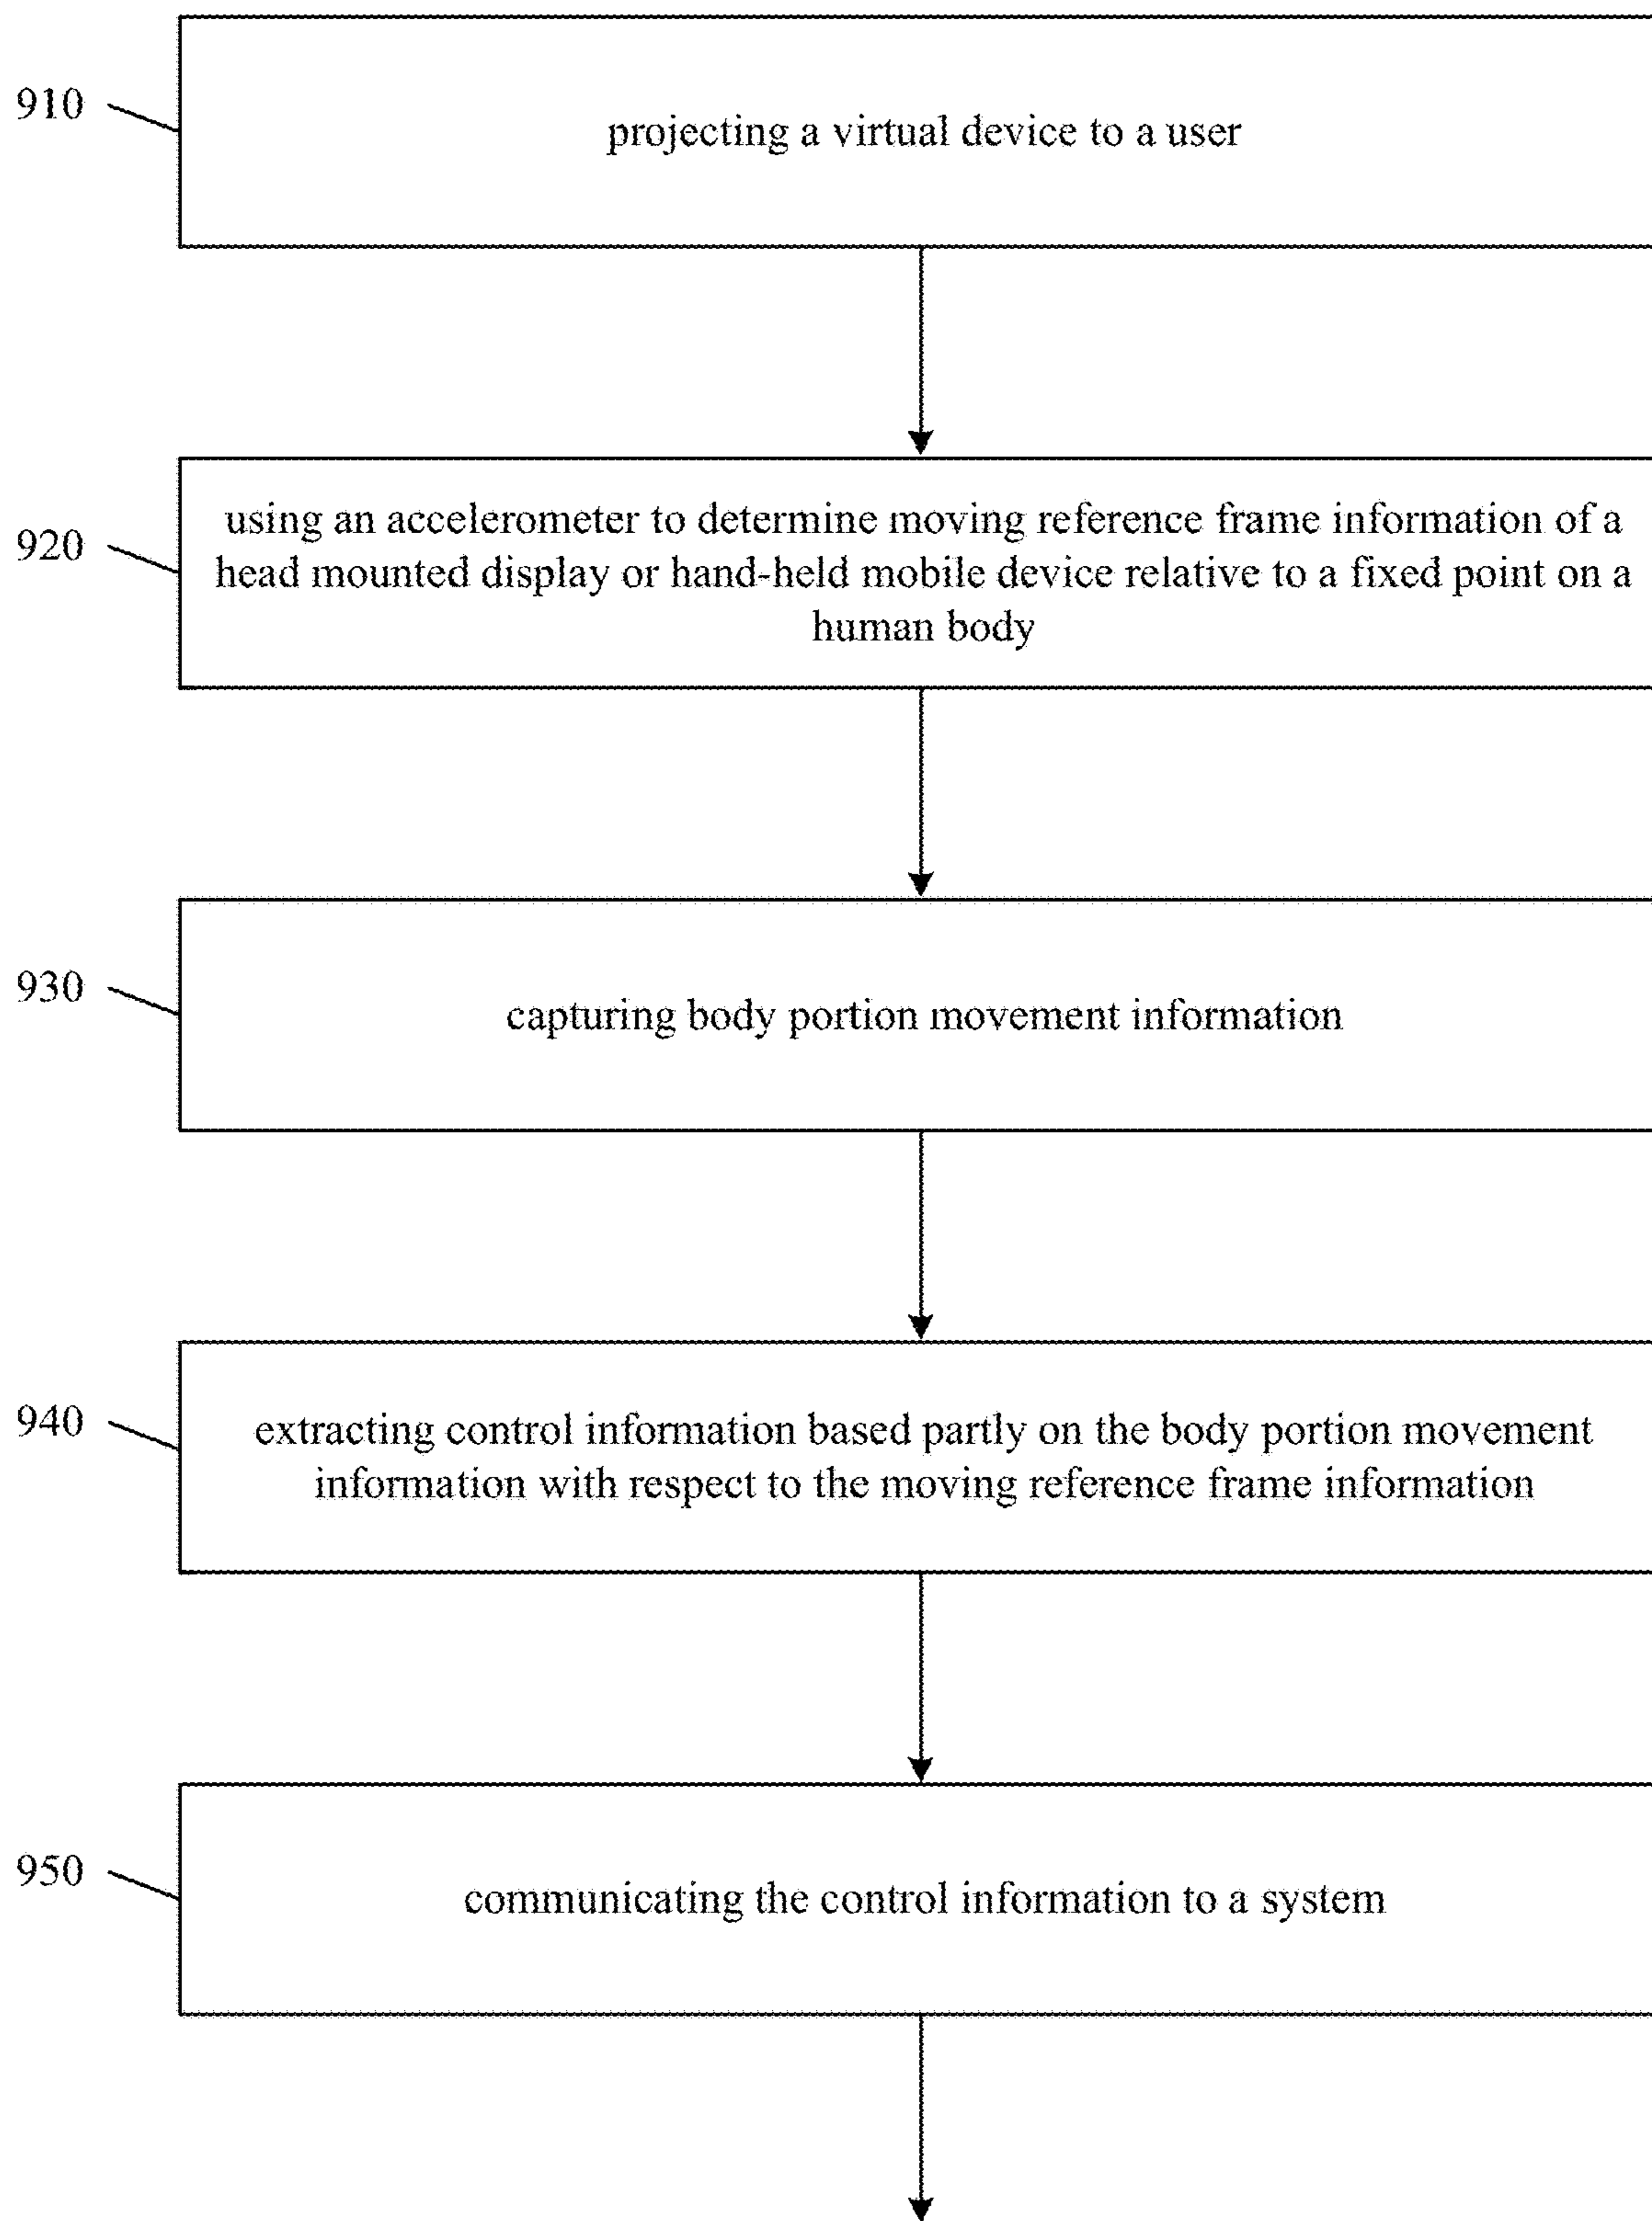 910
projecting a virtual device to a user
920
using an accelerometer to determine moving reference frame information of a
head mounted display or hand-held mobile device relative to a fixed point on a
human body
930
capturing body portion movement information
940
extracting control information based partly on the body portion movement
information with respect to the moving reference frame information
950
communicating the control information to a system